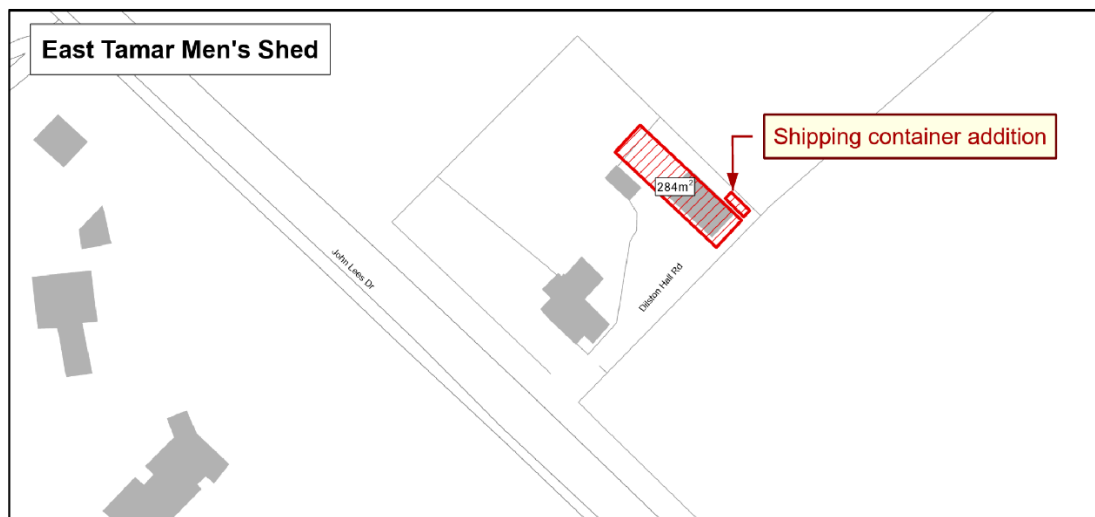 East Tamar Men's Shed
Shipping container addition
284m²
John Lees Dr
Dilston Hall Rd